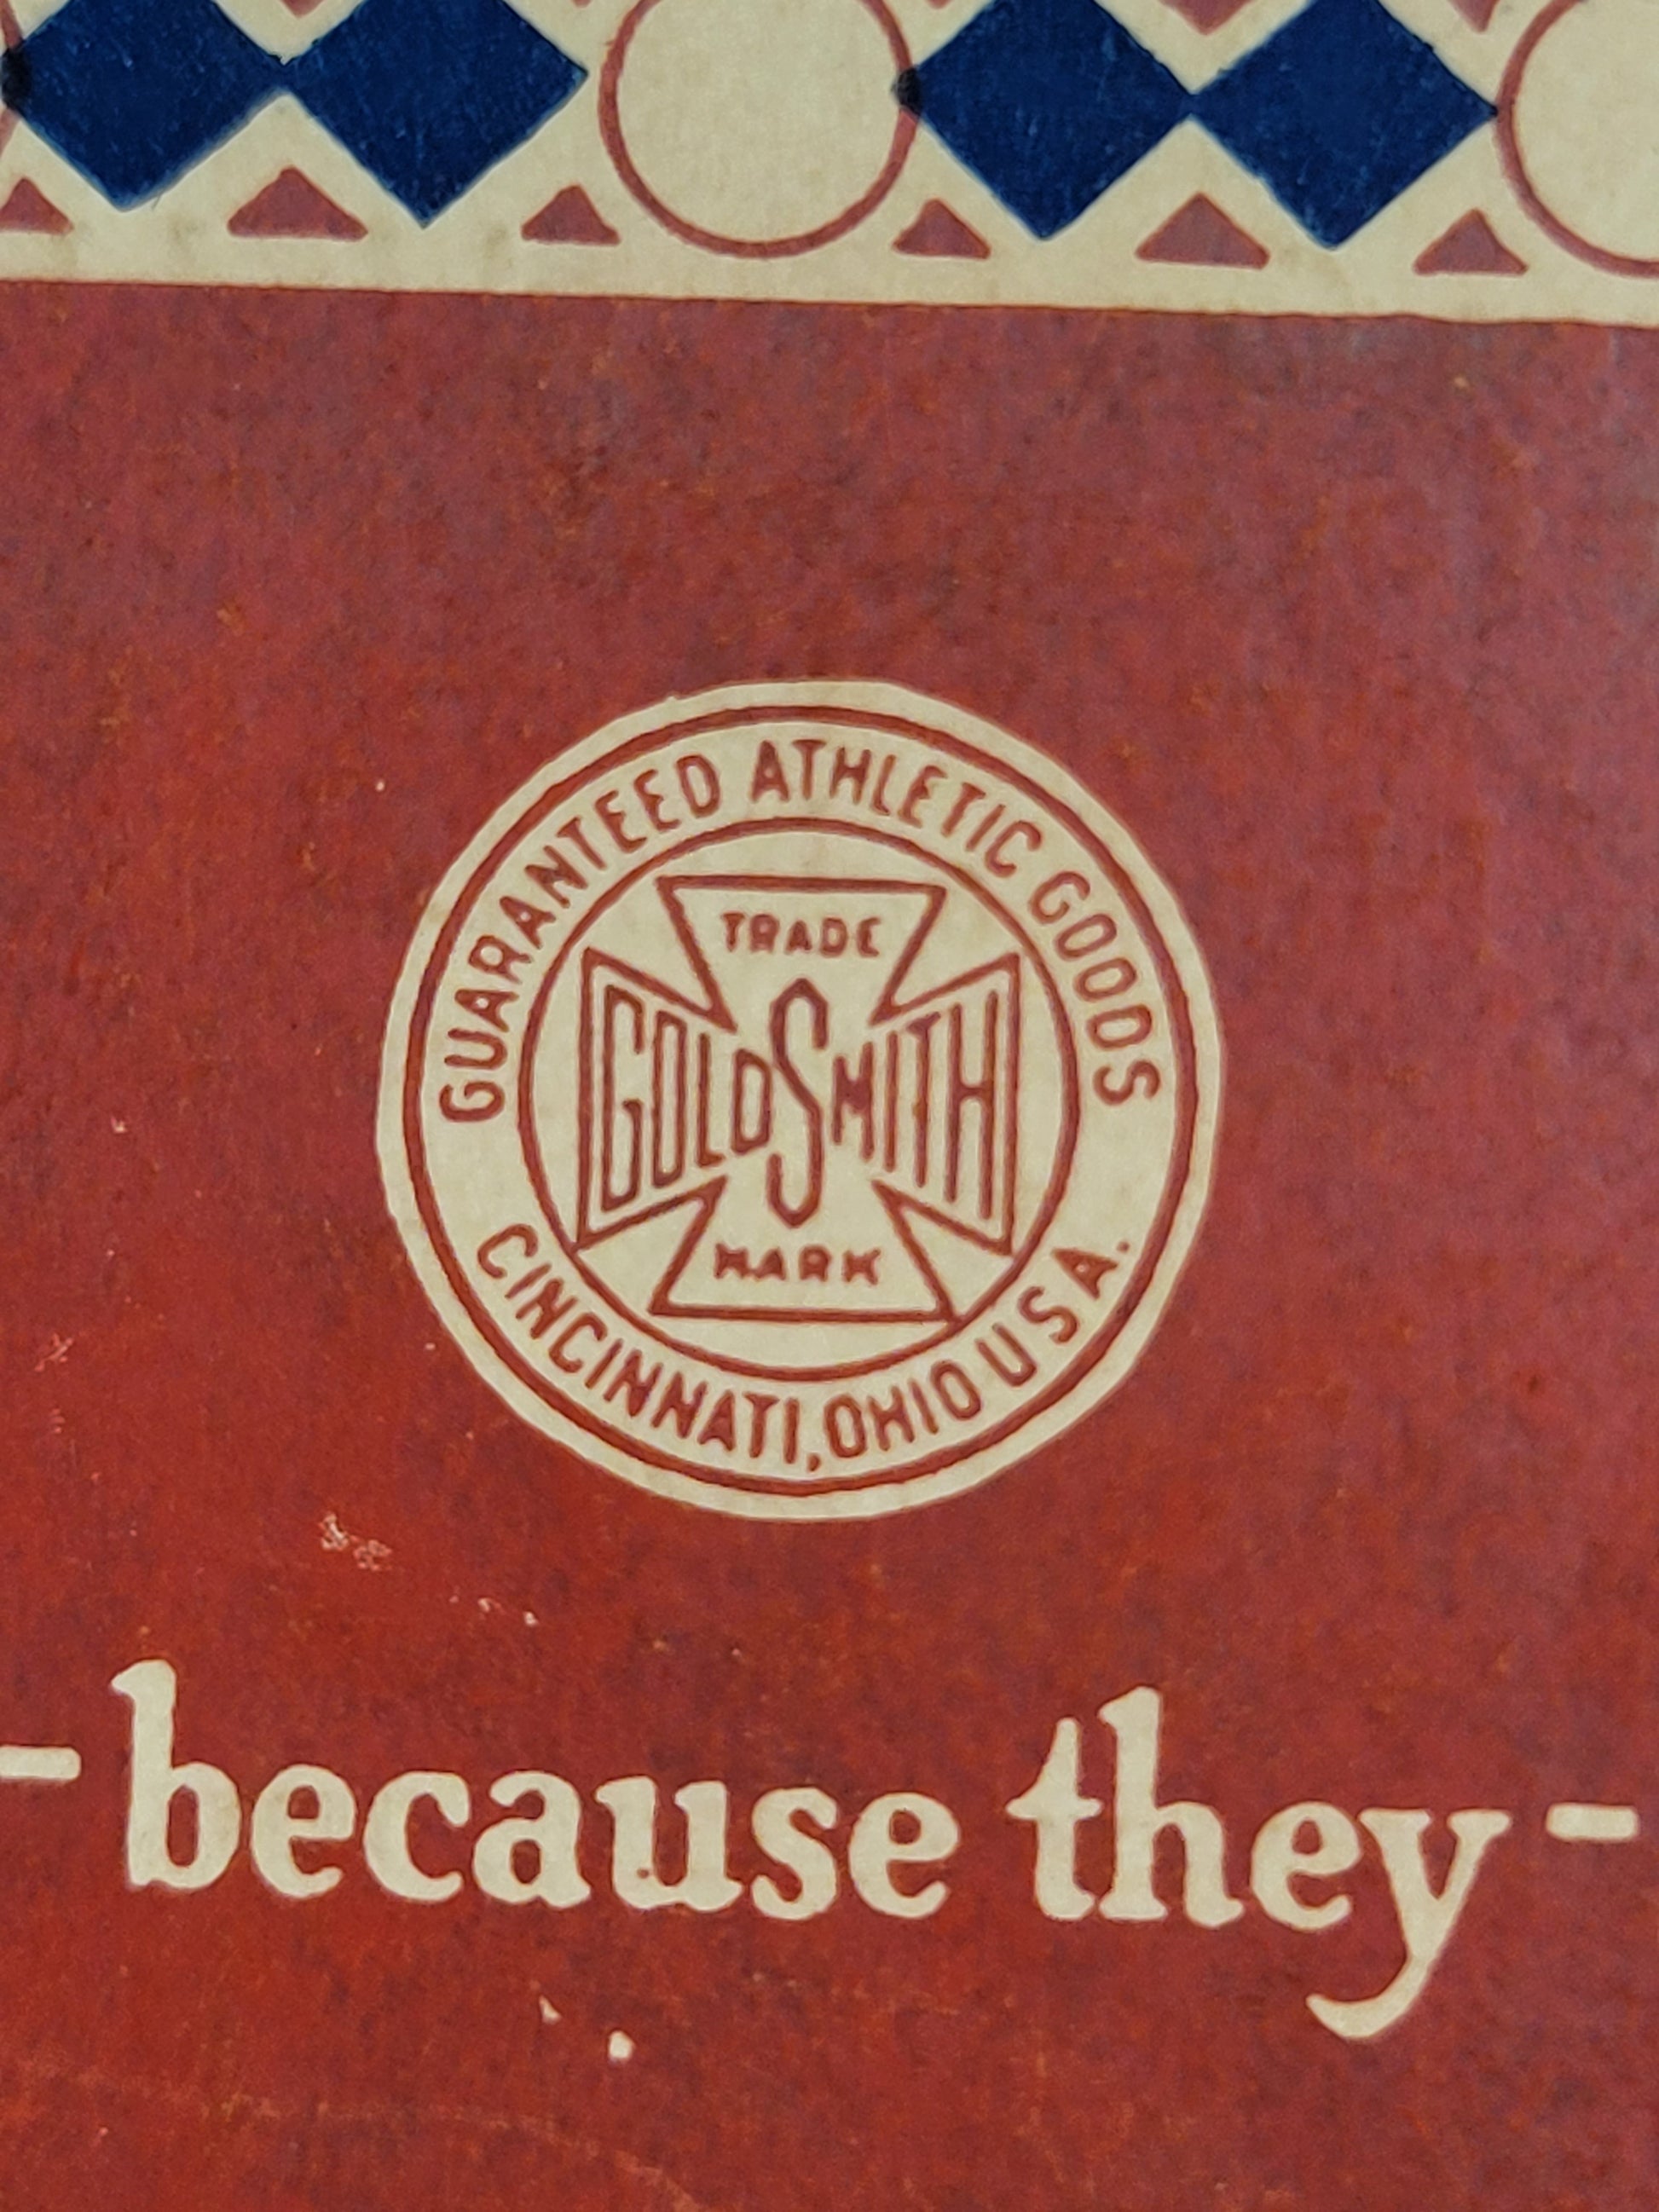 GUARANTEED ATHLETIC GOODS
TRADE
GOLDSMITH
MARK
CINCINNATI, OHIO U S A.
-because they-